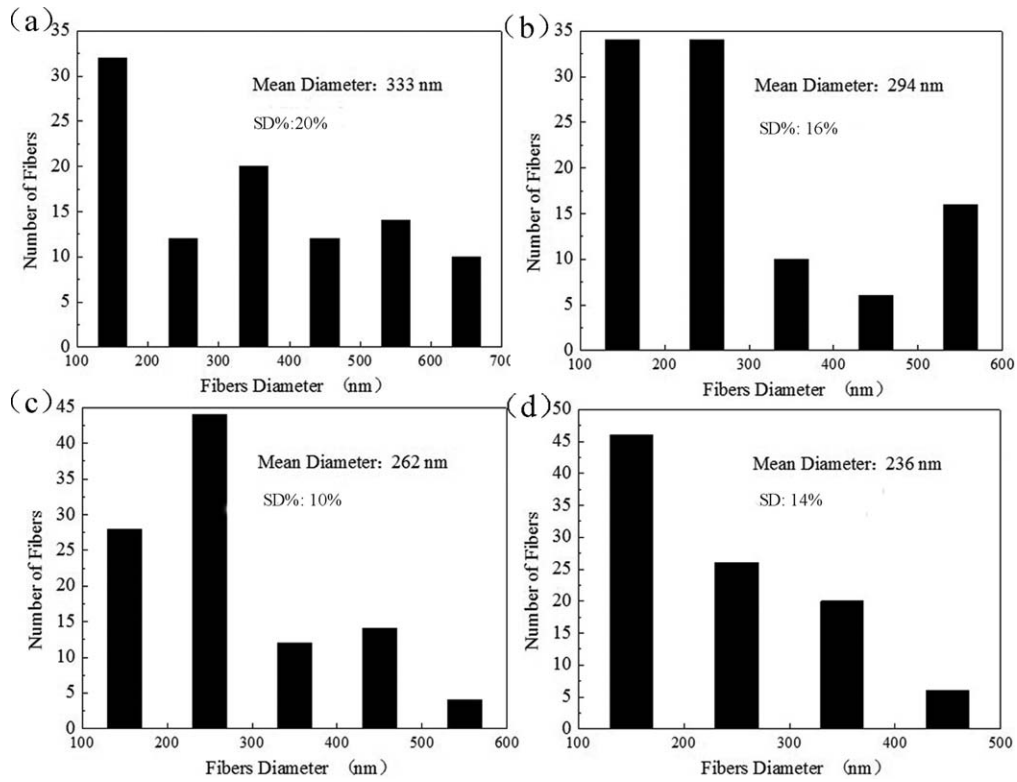 (a)
35
30
25
20
15
10
5
0
Number of Fibers
Mean Diameter: 333 nm
SD%:20%
100 200 300 400 500 600 700
Fibers Diameter (nm)
(b)
35
30
25
20
15
10
5
0
Number of Fibers
Mean Diameter: 294 nm
SD%: 16%
100 200 300 400 500 600
Fibers Diameter (nm)
(c)
45
40
35
30
25
20
15
10
5
0
Number of Fibers
Mean Diameter: 262 nm
SD%: 10%
100 200 300 400 500 600
Fibers Diameter (nm)
(d)
50
45
40
35
30
25
20
15
10
5
0
Number of Fibers
Mean Diameter: 236 nm
SD: 14%
100 200 300 400 500
Fibers Diameter (nm)